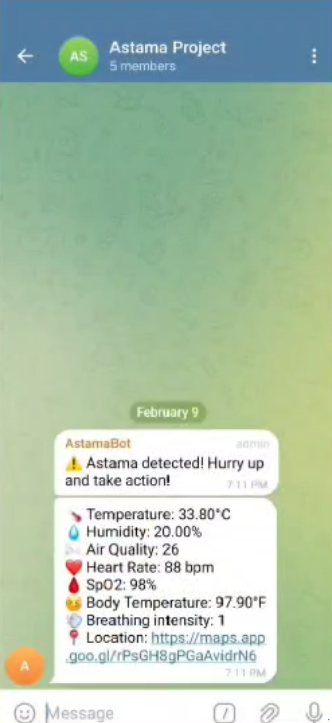 AS
Astama Project
5 members
February 9
AstamaBot
admin
Astama detected! Hurry up
and take action!
7:11 PM
Temperature: 33.80°C
Humidity: 20.00%
Air Quality: 26
Heart Rate: 88 bpm
SpO2: 98%
Body Temperature: 97.90°F
Breathing intensity: 1
Location: https://maps.app
.goo.gl/rPsGH8gPGaAvidrN6
7:11 PM
A
Message